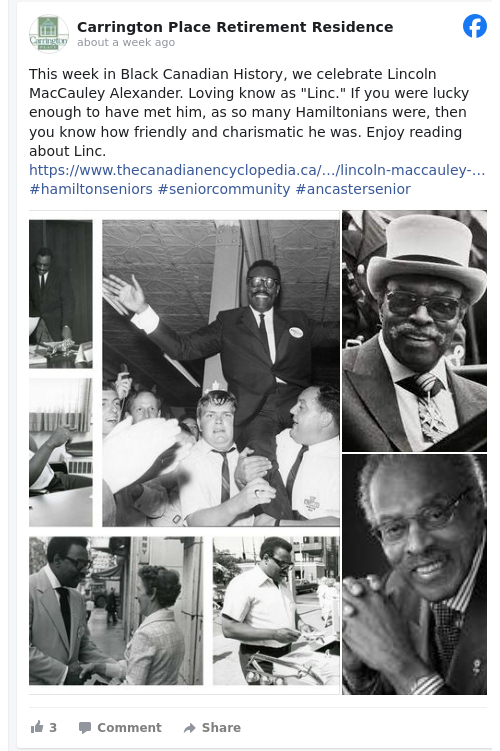 Carrington Place Retirement Residence
about a week ago
This week in Black Canadian History, we celebrate Lincoln
MacCauley Alexander. Loving know as "Linc." If you were lucky
enough to have met him, as so many Hamiltonians were, then
you know how friendly and charismatic he was. Enjoy reading
about Linc.
https://www.thecanadianencyclopedia.ca/.../lincoln-maccauley-...
#hamiltonseniors #seniorcommunity #ancastersenior
3 Comment Share